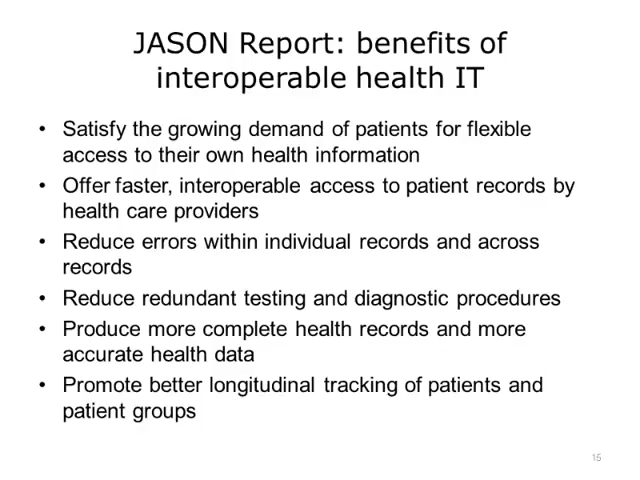 JASON Report: benefits of
interoperable health IT
• Satisfy the growing demand of patients for flexible
access to their own health information
• Offer faster, interoperable access to patient records by
health care providers
• Reduce errors within individual records and across
records
• Reduce redundant testing and diagnostic procedures
• Produce more complete health records and more
accurate health data
• Promote better longitudinal tracking of patients and
patient groups
15